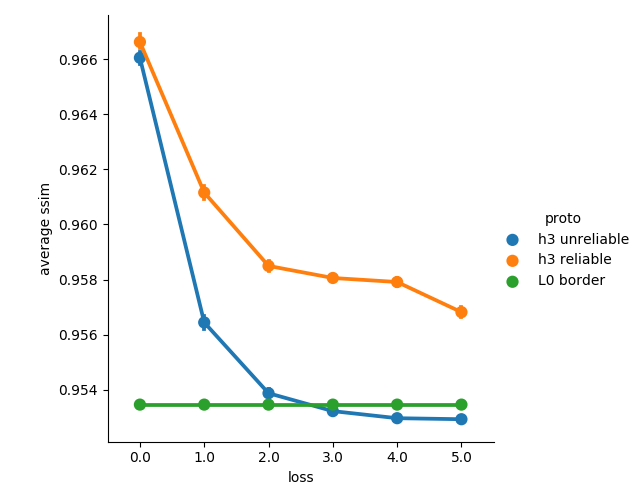 average ssim
0.966
0.964
0.962
0.960
0.958
0.956
0.954
0.0 1.0 2.0 3.0 4.0 5.0
loss
proto
h3 unreliable
h3 reliable
L0 border